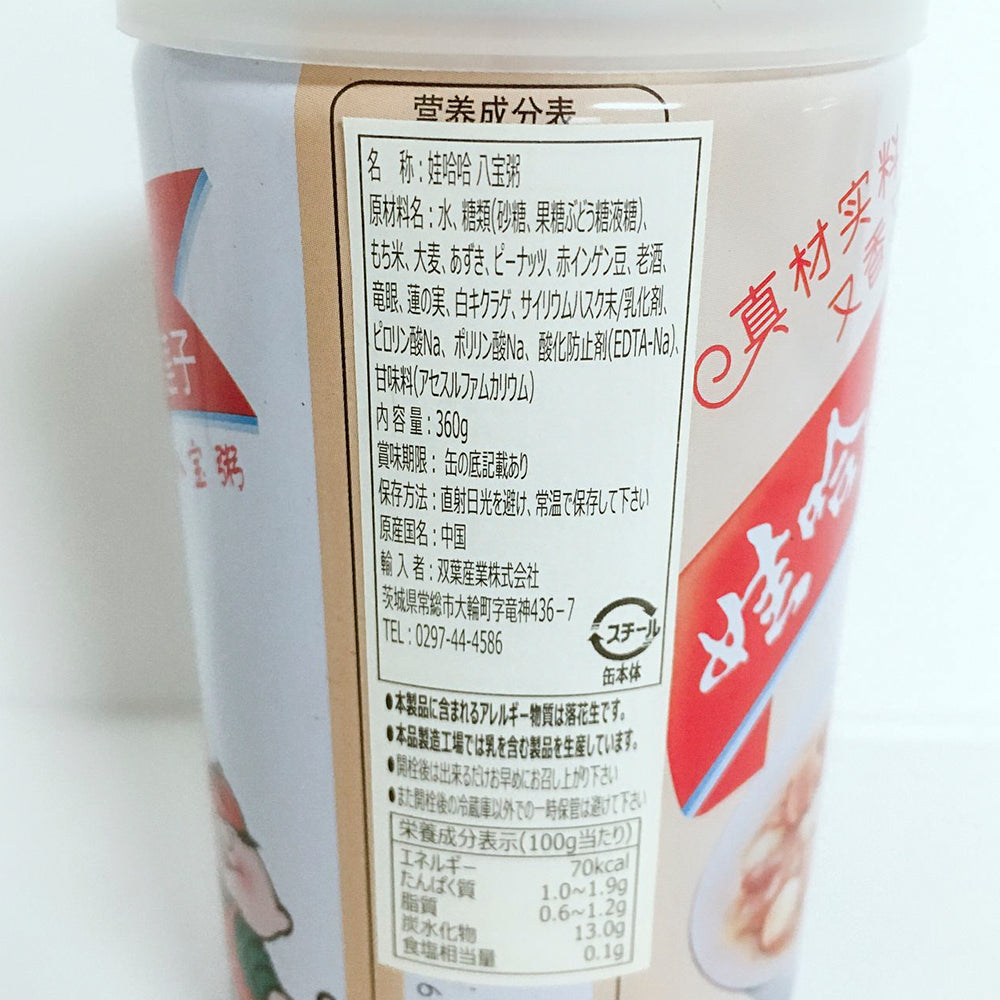 营养成分表
名 称：娃哈哈 八宝粥
原材料名：水、糖類(砂糖、果糖ぶどう糖液糖)、
もち米、大麦、あずき、ピーナッツ、赤インゲン豆、老酒、
竜眼、蓮の実、白キクラゲ、サイリウムハスク末/乳化剤、
ピロリン酸Na、ポリリン酸Na、酸化防止剤(EDTA-Na)、
甘味料(アセスルファムカリウム)
内容量：360g
賞味期限：缶の底記載あり
保存方法：直射日光を避け、常温で保存して下さい
原産国名：中国
輸入者：双葉産業株式会社
茨城県常総市大輪町字竜神436-7
TEL：0297-44-4586
スチール
缶本体
●本製品に含まれるアレルギー物質は落花生です。
●本品製造工場では乳を含む製品を生産しています。
●開栓後は出来るだけお早めにお召し上がり下さい
●また開栓後の冷蔵庫以外での一時保管は避けて下さい
栄養成分表示(100g当たり)
エネルギー 70kcal
たんぱく質 1.0~1.9g
脂質 0.6~1.2g
炭水化物 13.0g
食塩相当量 0.1g
真材实料
又香
娃哈哈
子
宝粥